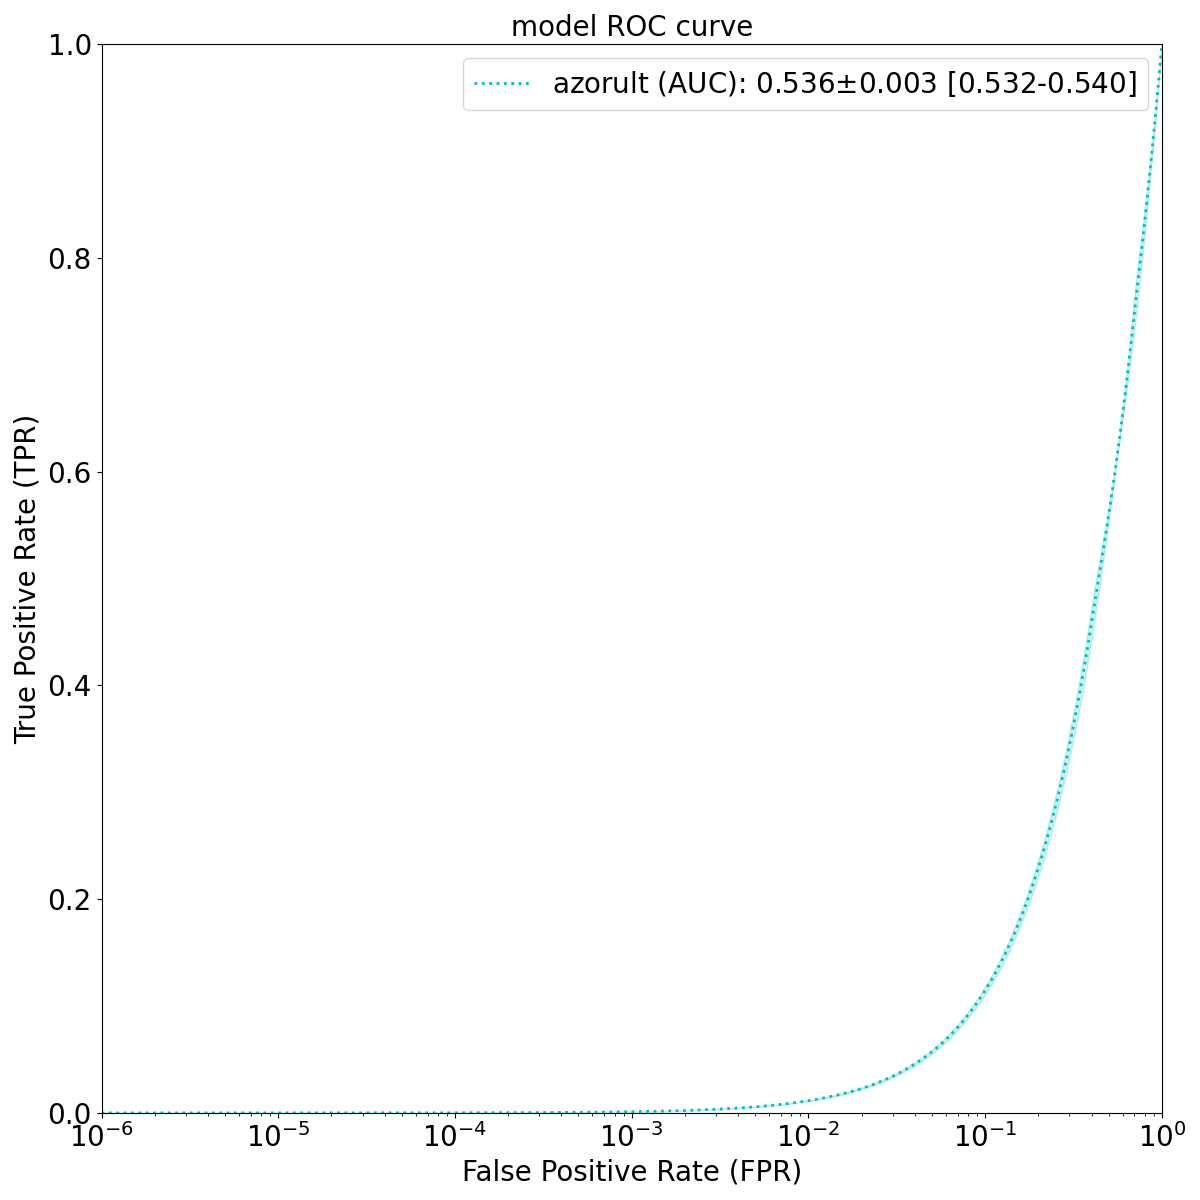 model ROC curve
azorult (AUC): 0.536±0.003 [0.532-0.540]
True Positive Rate (TPR)
1.0
0.8
0.6
0.4
0.2
0.0
10⁻⁶ 10⁻⁵ 10⁻⁴ 10⁻³ 10⁻² 10⁻¹ 10⁰
False Positive Rate (FPR)